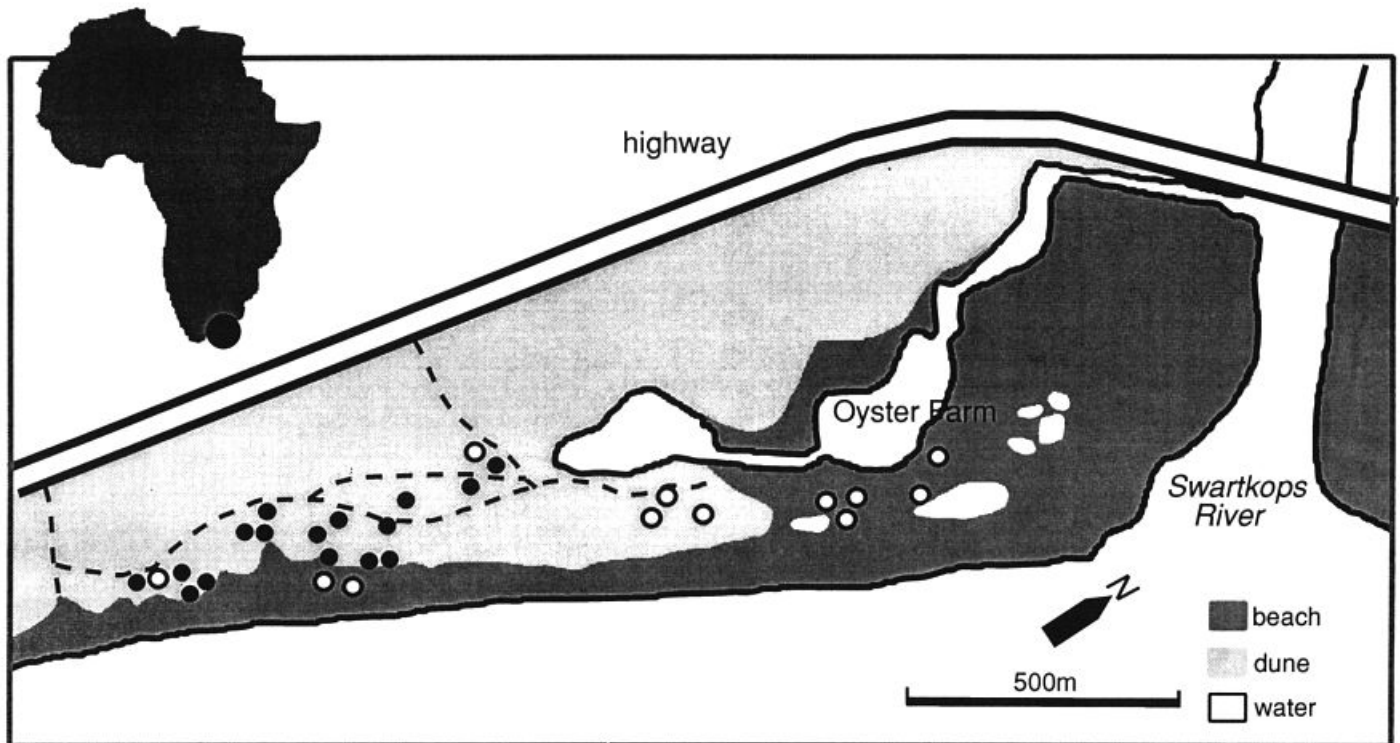 highway
Oyster Farm
Swartkops
River
N
beach
dune
water
500m